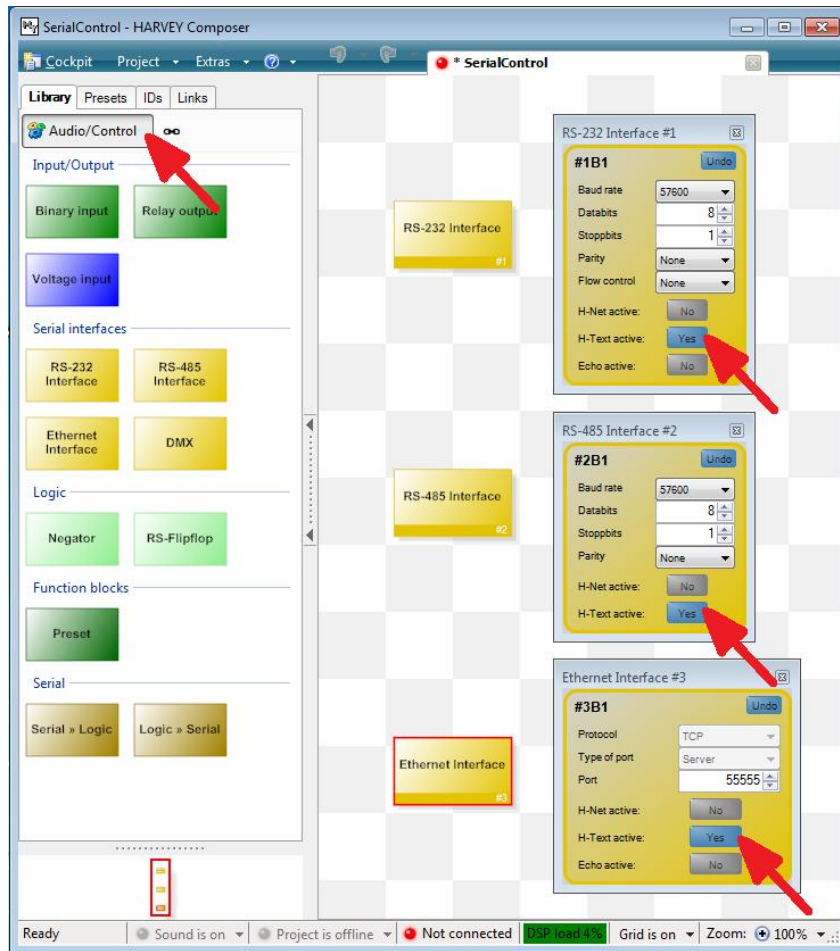 SerialControl - HARVEY Composer
Cockpit Project Extras
* SerialControl
Library Presets IDs Links
Audio/Control
Input/Output
Binary input
Relay output
Voltage input
Serial interfaces
RS-232
Interface
RS-485
Interface
Ethernet
Interface
DMX
Logic
Negator
RS-Flipflop
Function blocks
Preset
Serial
Serial » Logic
Logic » Serial
RS-232 Interface
#1
RS-485 Interface
#2
Ethernet Interface
#3
RS-232 Interface #1
#1B1 Undo
Baud rate 57600
Databits 8
Stoppbits 1
Parity None
Flow control None
H-Net active: No
H-Text active: Yes
Echo active: No
RS-485 Interface #2
#2B1 Undo
Baud rate 57600
Databits 8
Stoppbits 1
Parity None
H-Net active: No
H-Text active: Yes
Ethernet Interface #3
#3B1 Undo
Protocol TCP
Type of port Server
Port 55555
H-Net active: No
H-Text active: Yes
Echo active: No
Ready Sound is on Project is offline Not connected DSP load 4% Grid is on Zoom: 100%